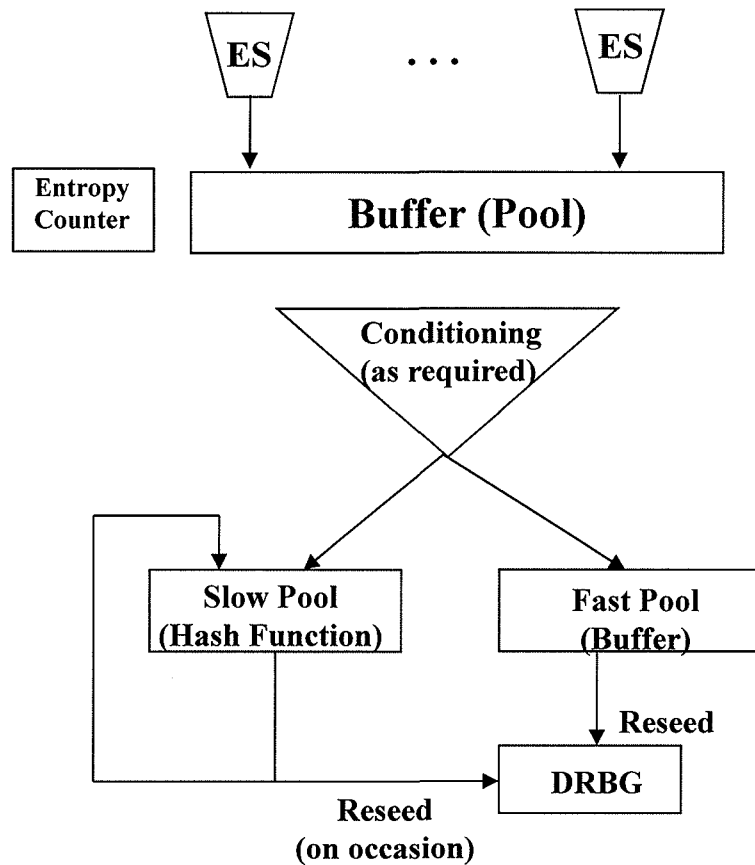 ES ... ES
Entropy
Counter
Buffer (Pool)
Conditioning
(as required)
Slow Pool
(Hash Function)
Fast Pool
(Buffer)
Reseed
DRBG
Reseed
(on occasion)